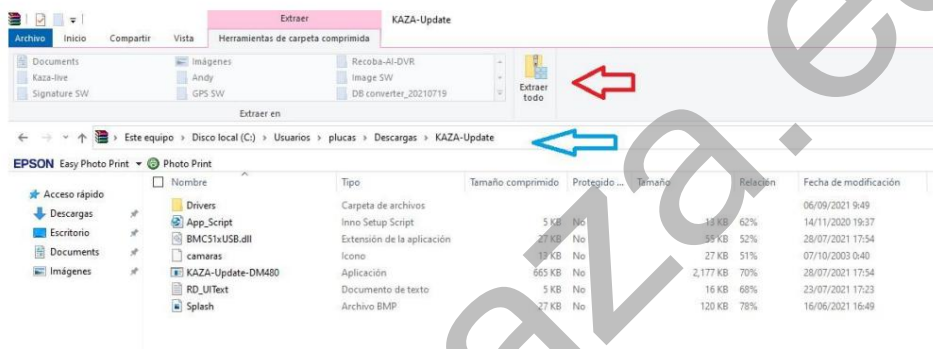 Extraer
KAZA-Update
Archivo Inicio Compartir Vista Herramientas de carpeta comprimida
Documents Imágenes Recoba-AI-DVR
Kaza-live Andy Image SW
Signature SW GPS SW DB converter_20210719
Extraer todo
Extraer en
Este equipo > Disco local (C:) > Usuarios > plucas > Descargas > KAZA-Update
EPSON Easy Photo Print Photo Print
Nombre Tipo Tamaño comprimido Protegido ... Tamaño Relación Fecha de modificación
Acceso rápido
Descargas
Escritorio
Documents
Imágenes
Drivers Carpeta de archivos 06/09/2021 9:49
App_Script Inno Setup Script 5 KB No 13 KB 62% 14/11/2020 19:37
BMC51xUSB.dll Extensión de la aplicación 27 KB No 55 KB 52% 28/07/2021 17:54
camaras Icono 13 KB No 27 KB 51% 07/10/2003 0:40
KAZA-Update-DM480 Aplicación 665 KB No 2,177 KB 70% 28/07/2021 17:54
RD_UIText Documento de texto 5 KB No 16 KB 68% 23/07/2021 17:23
Splash Archivo BMP 27 KB No 120 KB 78% 16/06/2021 16:49